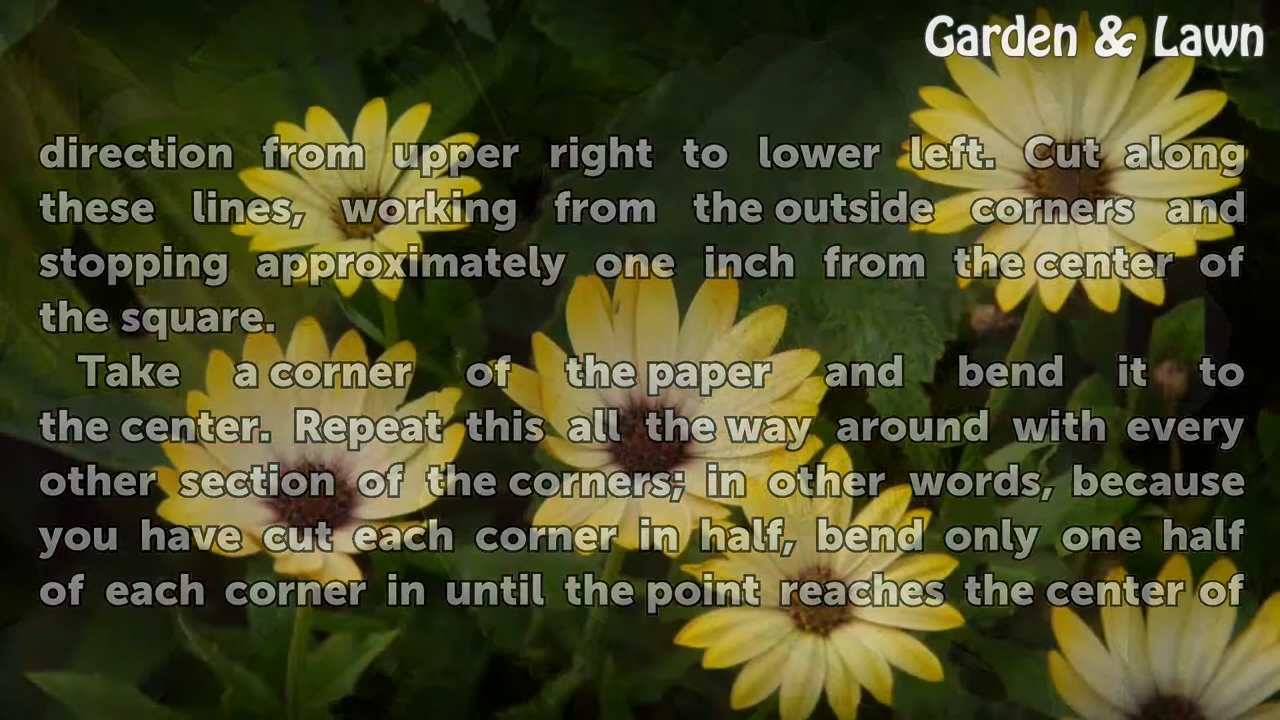 Garden & Lawn
direction from upper right to lower left. Cut along
these lines, working from the outside corners and
stopping approximately one inch from the center of
the square.
Take a corner of the paper and bend it to
the center. Repeat this all the way around with every
other section of the corners; in other words, because
you have cut each corner in half, bend only one half
of each corner in until the point reaches the center of